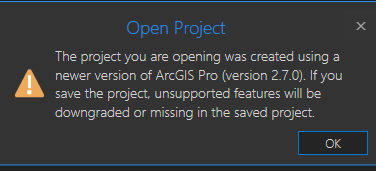 Open Project
The project you are opening was created using a
newer version of ArcGIS Pro (version 2.7.0). If you
save the project, unsupported features will be
downgraded or missing in the saved project.
OK